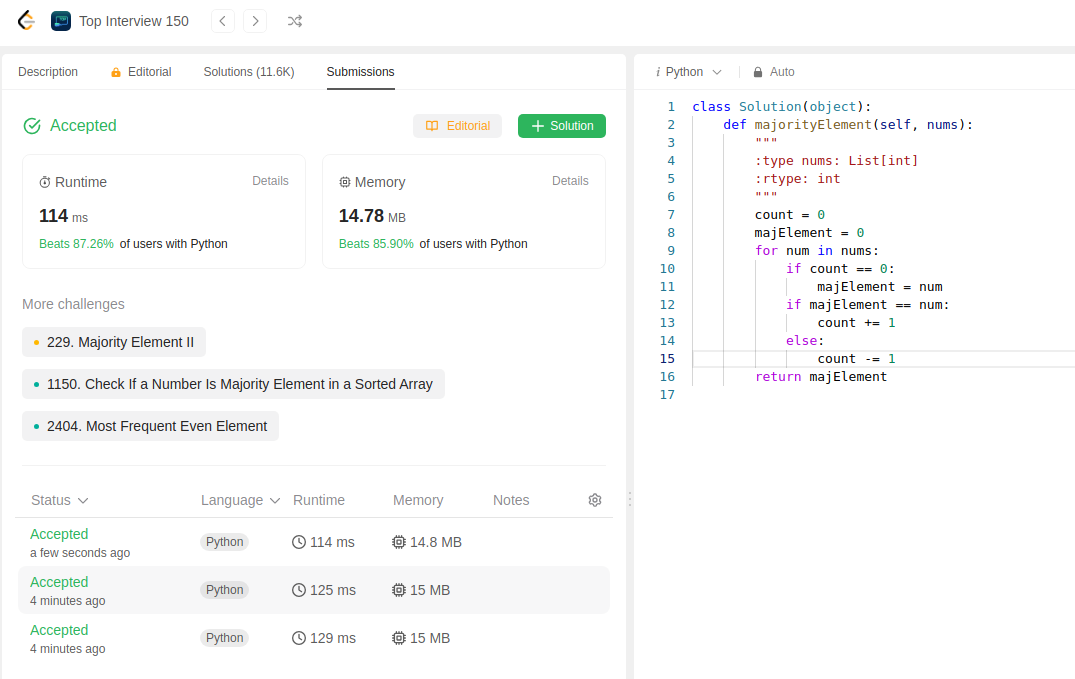 Top Interview 150
Description Editorial Solutions (11.6K) Submissions
Accepted Editorial + Solution
Runtime Details
114 ms
Beats 87.26% of users with Python
Memory Details
14.78 MB
Beats 85.90% of users with Python
More challenges
229. Majority Element II
1150. Check If a Number Is Majority Element in a Sorted Array
2404. Most Frequent Even Element
Status Language Runtime Memory Notes
Accepted
a few seconds ago
Python 114 ms 14.8 MB
Accepted
4 minutes ago
Python 125 ms 15 MB
Accepted
4 minutes ago
Python 129 ms 15 MB
i Python Auto
1 class Solution(object):
2     def majorityElement(self, nums):
3         """
4         :type nums: List[int]
5         :rtype: int
6         """
7         count = 0
8         majElement = 0
9         for num in nums:
10             if count == 0:
11                 majElement = num
12             if majElement == num:
13                 count += 1
14             else:
15                 count -= 1
16         return majElement
17